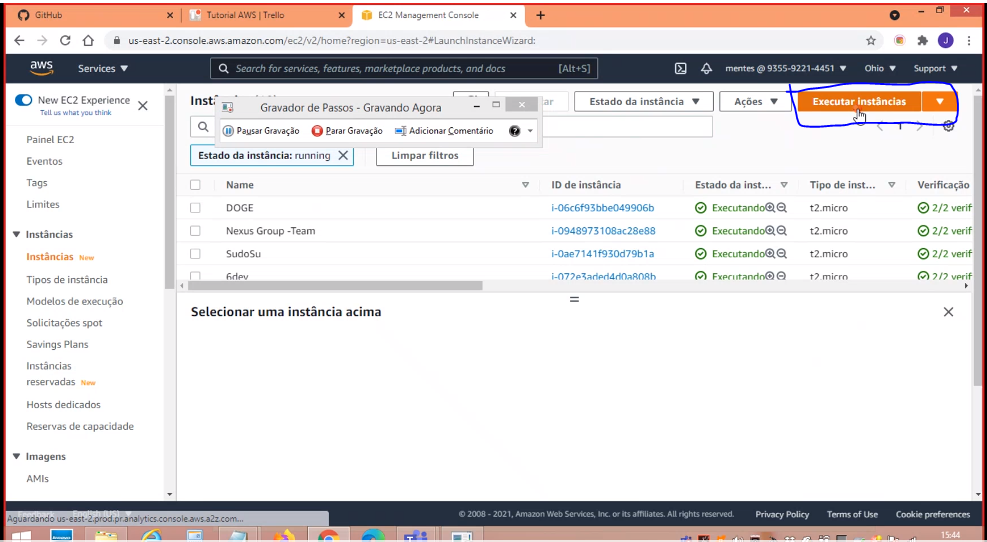 GitHub
Tutorial AWS | Trello
EC2 Management Console
us-east-2.console.aws.amazon.com/ec2/v2/home?region=us-east-2#LaunchInstanceWizard:
J
aws
Services
Search for services, features, marketplace products, and docs
[Alt+S]
mentes @ 9355-9221-4451
Ohio
Support
New EC2 Experience
Tell us what you think
Painel EC2
Eventos
Tags
Limites
Instâncias
Instâncias New
Tipos de instância
Modelos de execução
Solicitações spot
Savings Plans
Instâncias
reservadas New
Hosts dedicados
Reservas de capacidade
Imagens
AMIs
Gravador de Passos - Gravando Agora
Pausar Gravação
Parar Gravação
Adicionar Comentário
Estado da instância
Ações
Executar instâncias
1
Estado da instância: running
Limpar filtros
Name
ID de instância
Estado da inst...
Tipo de inst...
Verificação
DOGE
i-06c6f93bbe049906b
Executando
t2.micro
2/2 verif
Nexus Group -Team
i-0948973108ac28e88
Executando
t2.micro
2/2 verif
SudoSu
i-0ae7141f930d79b1a
Executando
t2.micro
2/2 verif
6dev
i-072e3aded4d0a808b
Executando
t2.micro
2/2 verif
Selecionar uma instância acima
Aguardando us-east-2.prod.pr.analytics.console.aws.a2z.com...
© 2008 - 2021, Amazon Web Services, Inc. or its affiliates. All rights reserved.
Privacy Policy
Terms of Use
Cookie preferences
15:44